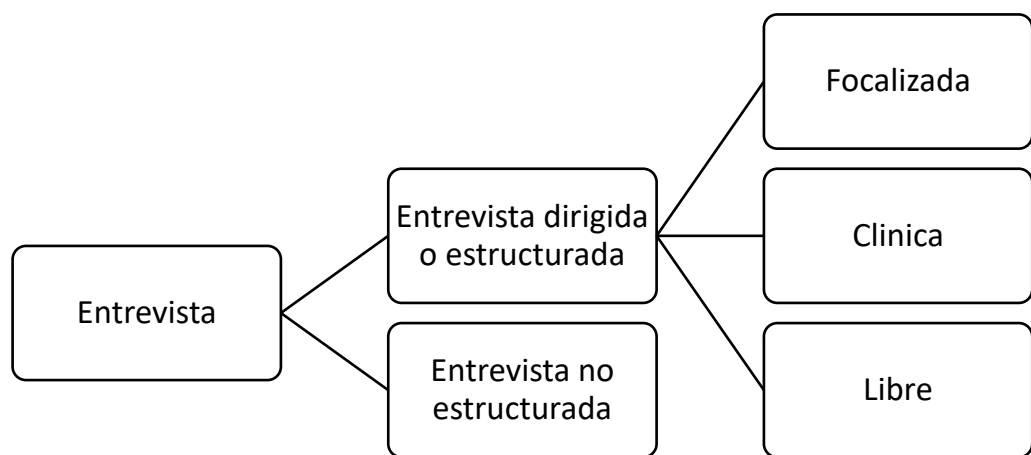 Entrevista
Entrevista dirigida
o estructurada
Focalizada
Clinica
Libre
Entrevista no
estructurada